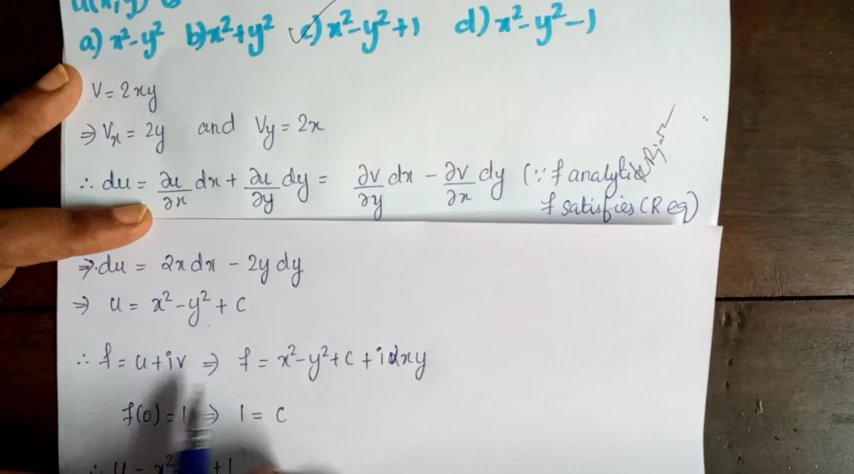 u(x,y)
a) x²-y² b) x²+y² c) x²-y²+1 d) x²-y²-1
V = 2xy
⇒ Vx = 2y and Vy = 2x
∴ du = ∂u/∂x dx + ∂u/∂y dy = ∂v/∂y dx - ∂v/∂x dy (∵ f analytic
f satisfies CR eq)
⇒ du = 2x dx - 2y dy
⇒ u = x²-y² + c
∴ f = u+iv ⇒ f = x²-y²+c+i2xy
f(0)=1 ⇒ 1 = c
∴ u = x² +1